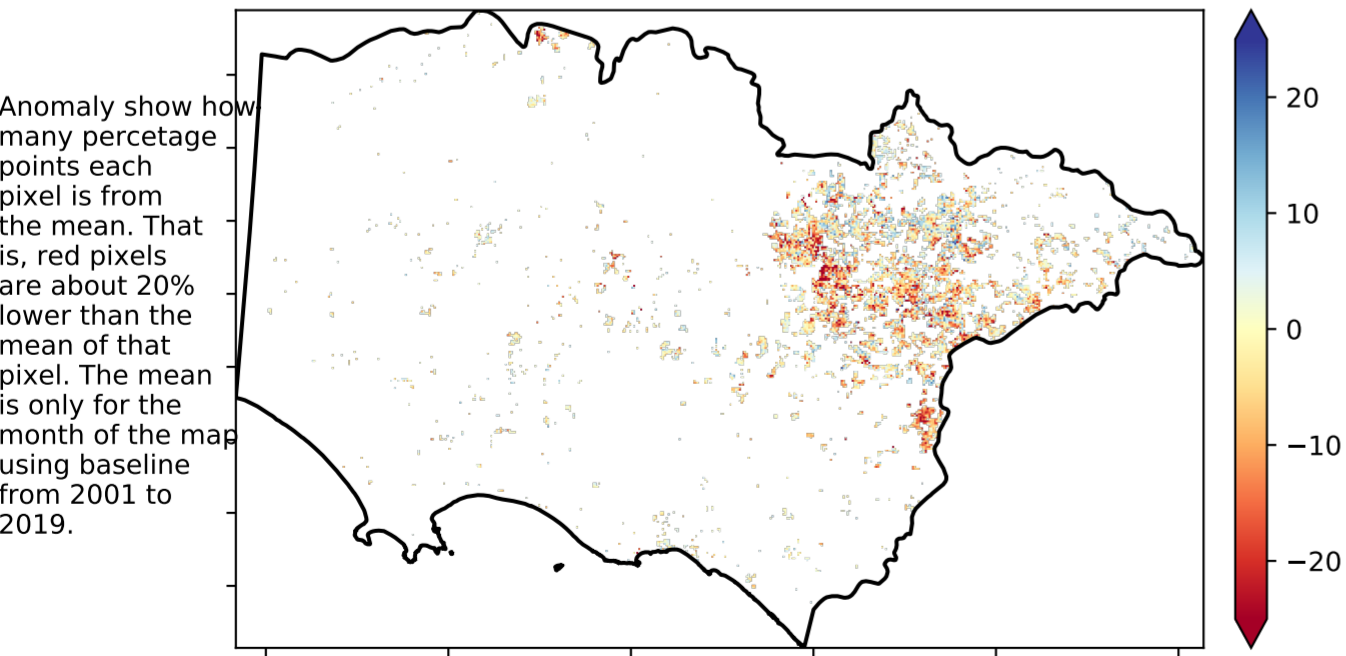 Anomaly show how
many percetage
points each
pixel is from
the mean. That
is, red pixels
are about 20%
lower than the
mean of that
pixel. The mean
is only for the
month of the map
using baseline
from 2001 to
2019.
20
10
0
−10
−20